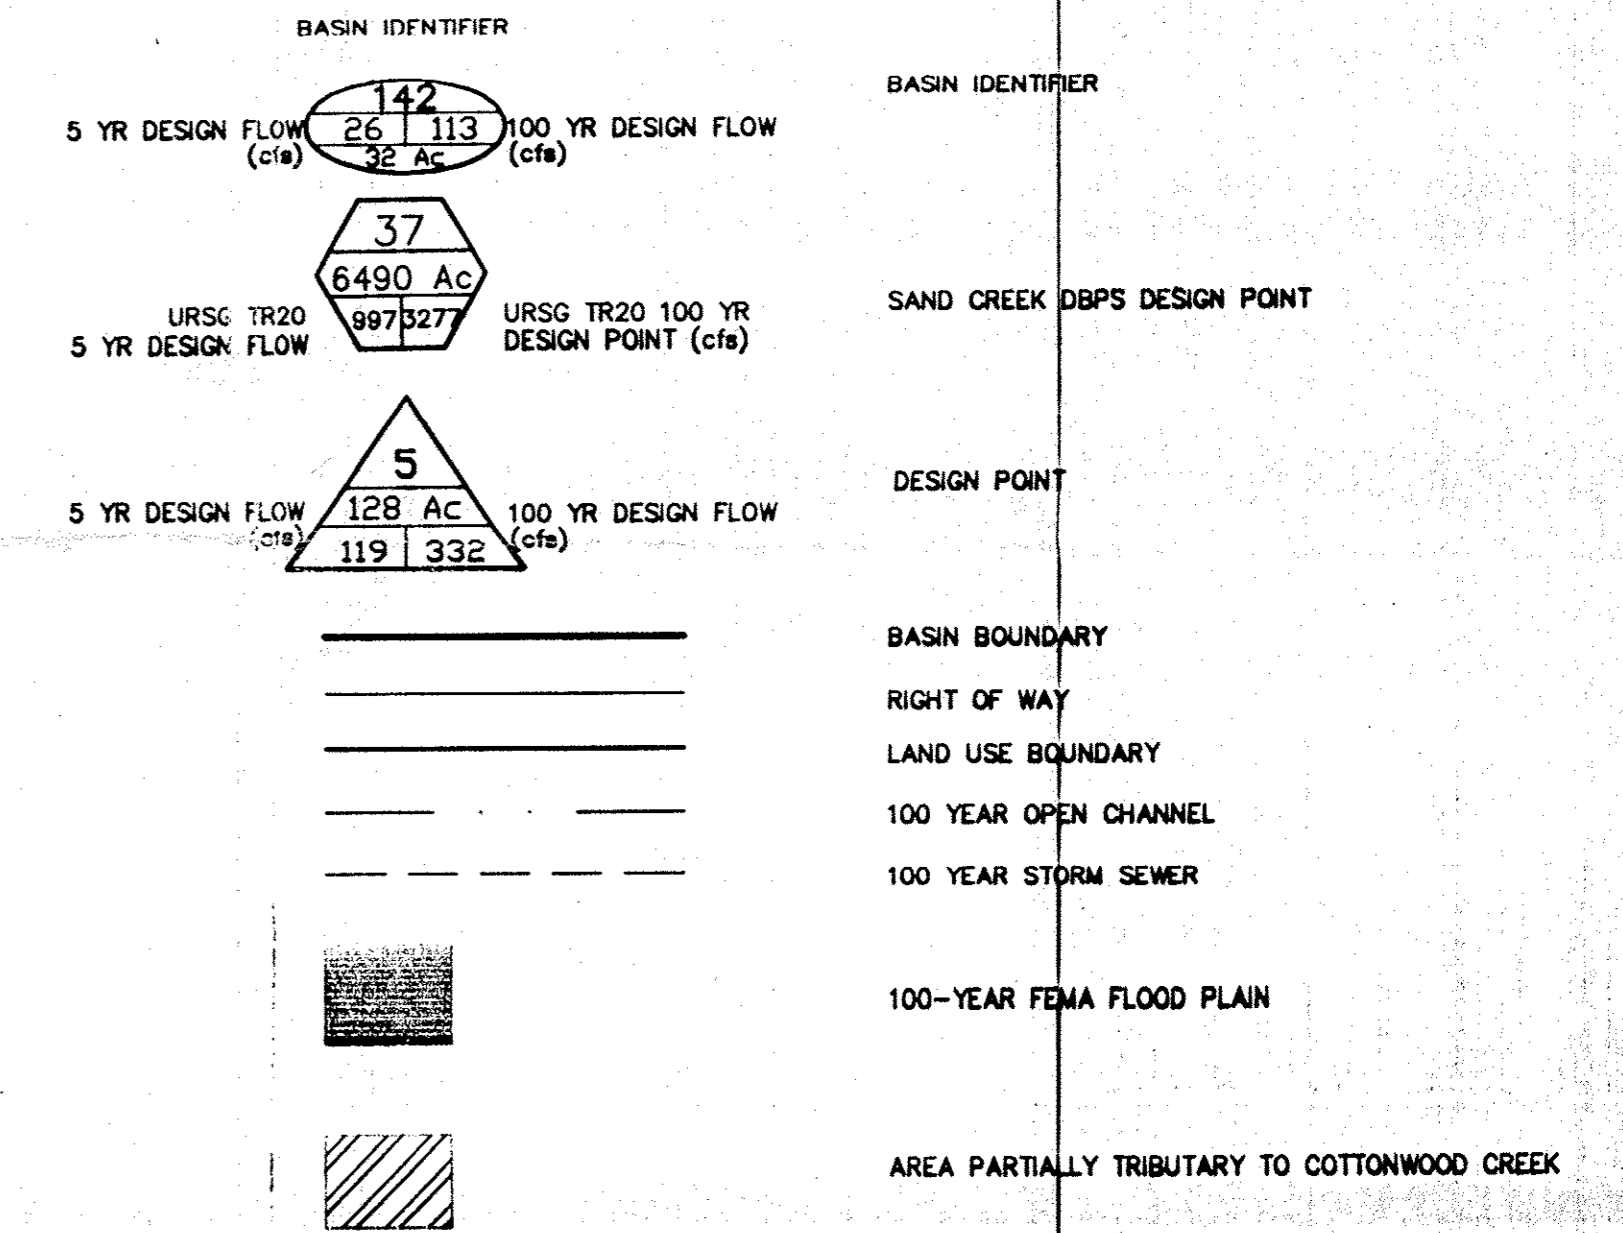 BASIN IDENTIFIER
142
5 YR DESIGN FLOW
(cfs)
26 113
32 Ac
100 YR DESIGN FLOW
(cfs)
BASIN IDENTIFIER
37
6490 Ac
997 3277
URSG TR20
5 YR DESIGN FLOW
URSG TR20 100 YR
DESIGN POINT (cfs)
SAND CREEK DBPS DESIGN POINT
5
128 Ac
119 332
5 YR DESIGN FLOW
(cfs)
100 YR DESIGN FLOW
(cfs)
DESIGN POINT
BASIN BOUNDARY
RIGHT OF WAY
LAND USE BOUNDARY
100 YEAR OPEN CHANNEL
100 YEAR STORM SEWER
100-YEAR FEMA FLOOD PLAIN
AREA PARTIALLY TRIBUTARY TO COTTONWOOD CREEK